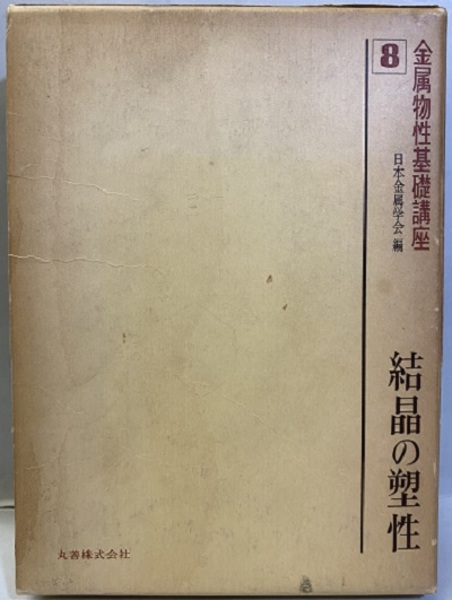 金属物性基礎講座
8
日本金属学会編
結晶の塑性
丸善株式会社